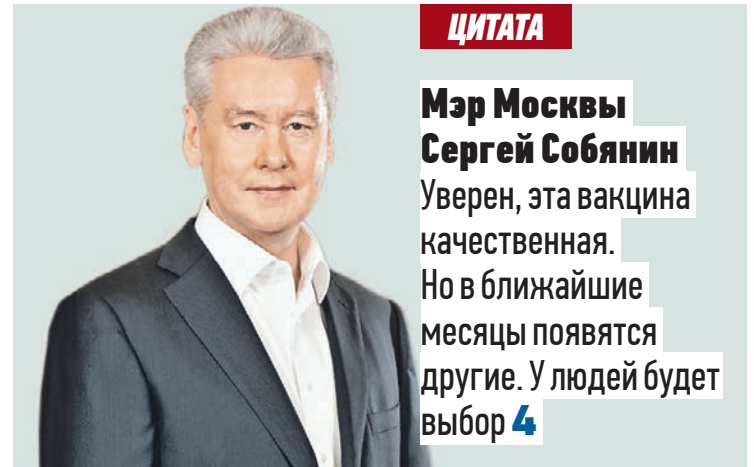 ЦИТАТА
Мэр Москвы
Сергей Собянин
Уверен, эта вакцина
качественная.
Но в ближайшие
месяцы появятся
другие. У людей будет
выбор 4